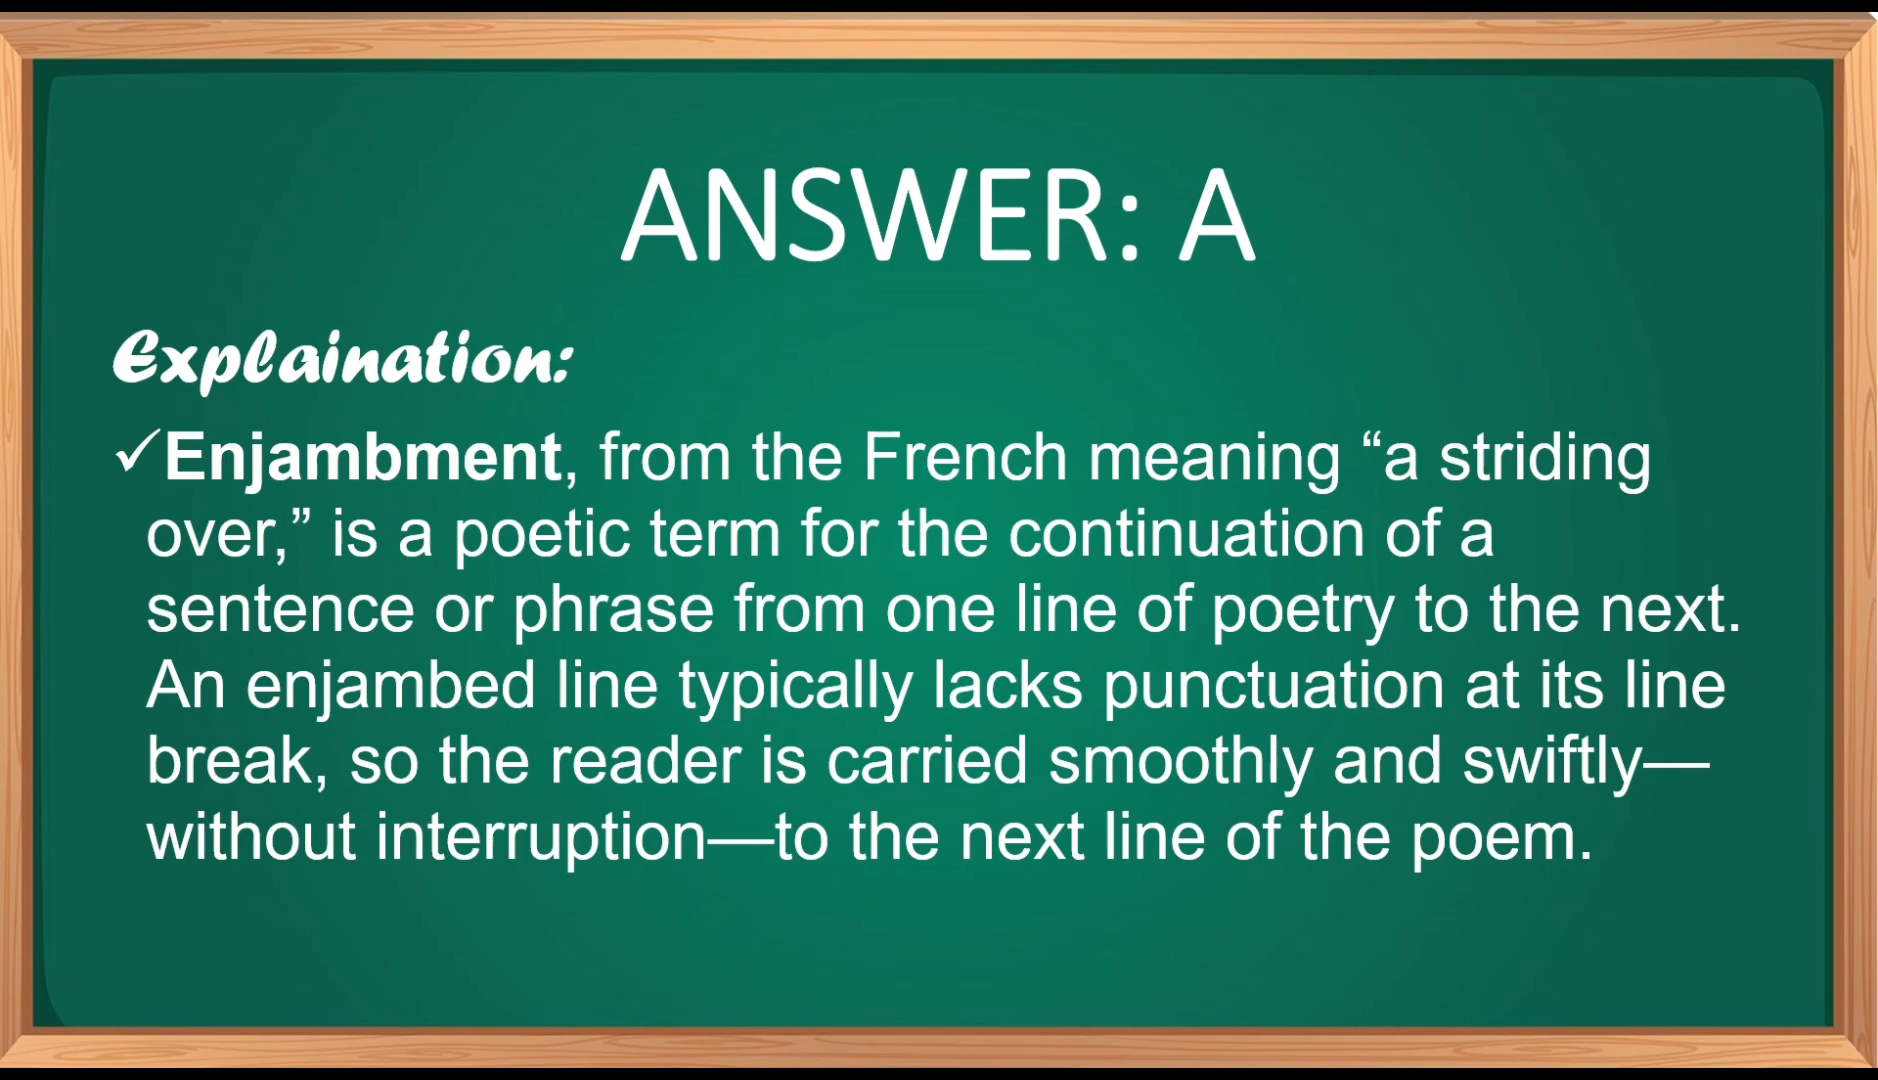 ANSWER: A
Explaination:
✓Enjambment, from the French meaning “a striding
over,” is a poetic term for the continuation of a
sentence or phrase from one line of poetry to the next.
An enjambed line typically lacks punctuation at its line
break, so the reader is carried smoothly and swiftly—
without interruption—to the next line of the poem.